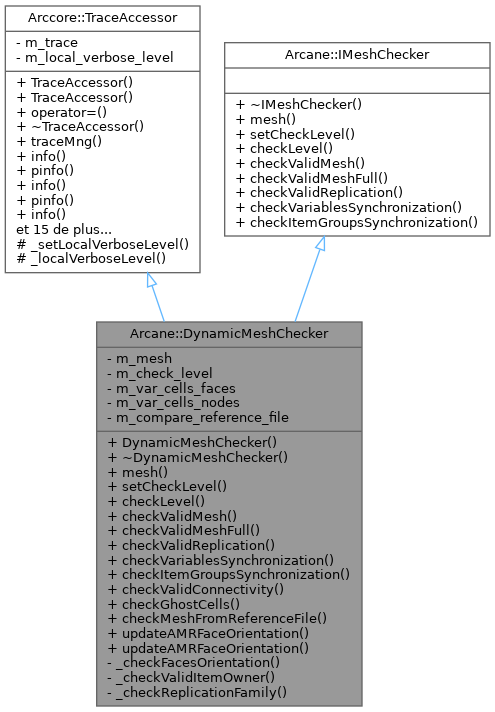 Arccore::TraceAccessor
- m_trace
- m_local_verbose_level
+ TraceAccessor()
+ TraceAccessor()
+ operator=()
+ ~TraceAccessor()
+ traceMng()
+ info()
+ pinfo()
+ info()
+ pinfo()
+ info()
et 15 de plus...
# _setLocalVerboseLevel()
# _localVerboseLevel()
Arcane::IMeshChecker
+ ~IMeshChecker()
+ mesh()
+ setCheckLevel()
+ checkLevel()
+ checkValidMesh()
+ checkValidMeshFull()
+ checkValidReplication()
+ checkVariablesSynchronization()
+ checkItemGroupsSynchronization()
Arcane::DynamicMeshChecker
- m_mesh
- m_check_level
- m_var_cells_faces
- m_var_cells_nodes
- m_compare_reference_file
+ DynamicMeshChecker()
+ ~DynamicMeshChecker()
+ mesh()
+ setCheckLevel()
+ checkLevel()
+ checkValidMesh()
+ checkValidMeshFull()
+ checkValidReplication()
+ checkVariablesSynchronization()
+ checkItemGroupsSynchronization()
+ checkValidConnectivity()
+ checkGhostCells()
+ checkMeshFromReferenceFile()
+ updateAMRFaceOrientation()
+ updateAMRFaceOrientation()
- _checkFacesOrientation()
- _checkValidItemOwner()
- _checkReplicationFamily()